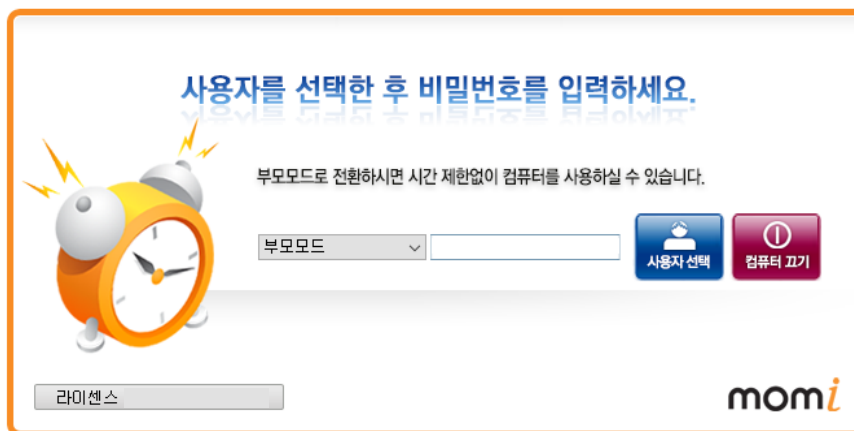 사용자를 선택한 후 비밀번호를 입력하세요.
부모모드로 전환하시면 시간 제한없이 컴퓨터를 사용하실 수 있습니다.
부모모드
사용자 선택
컴퓨터 끄기
라이센스
momi